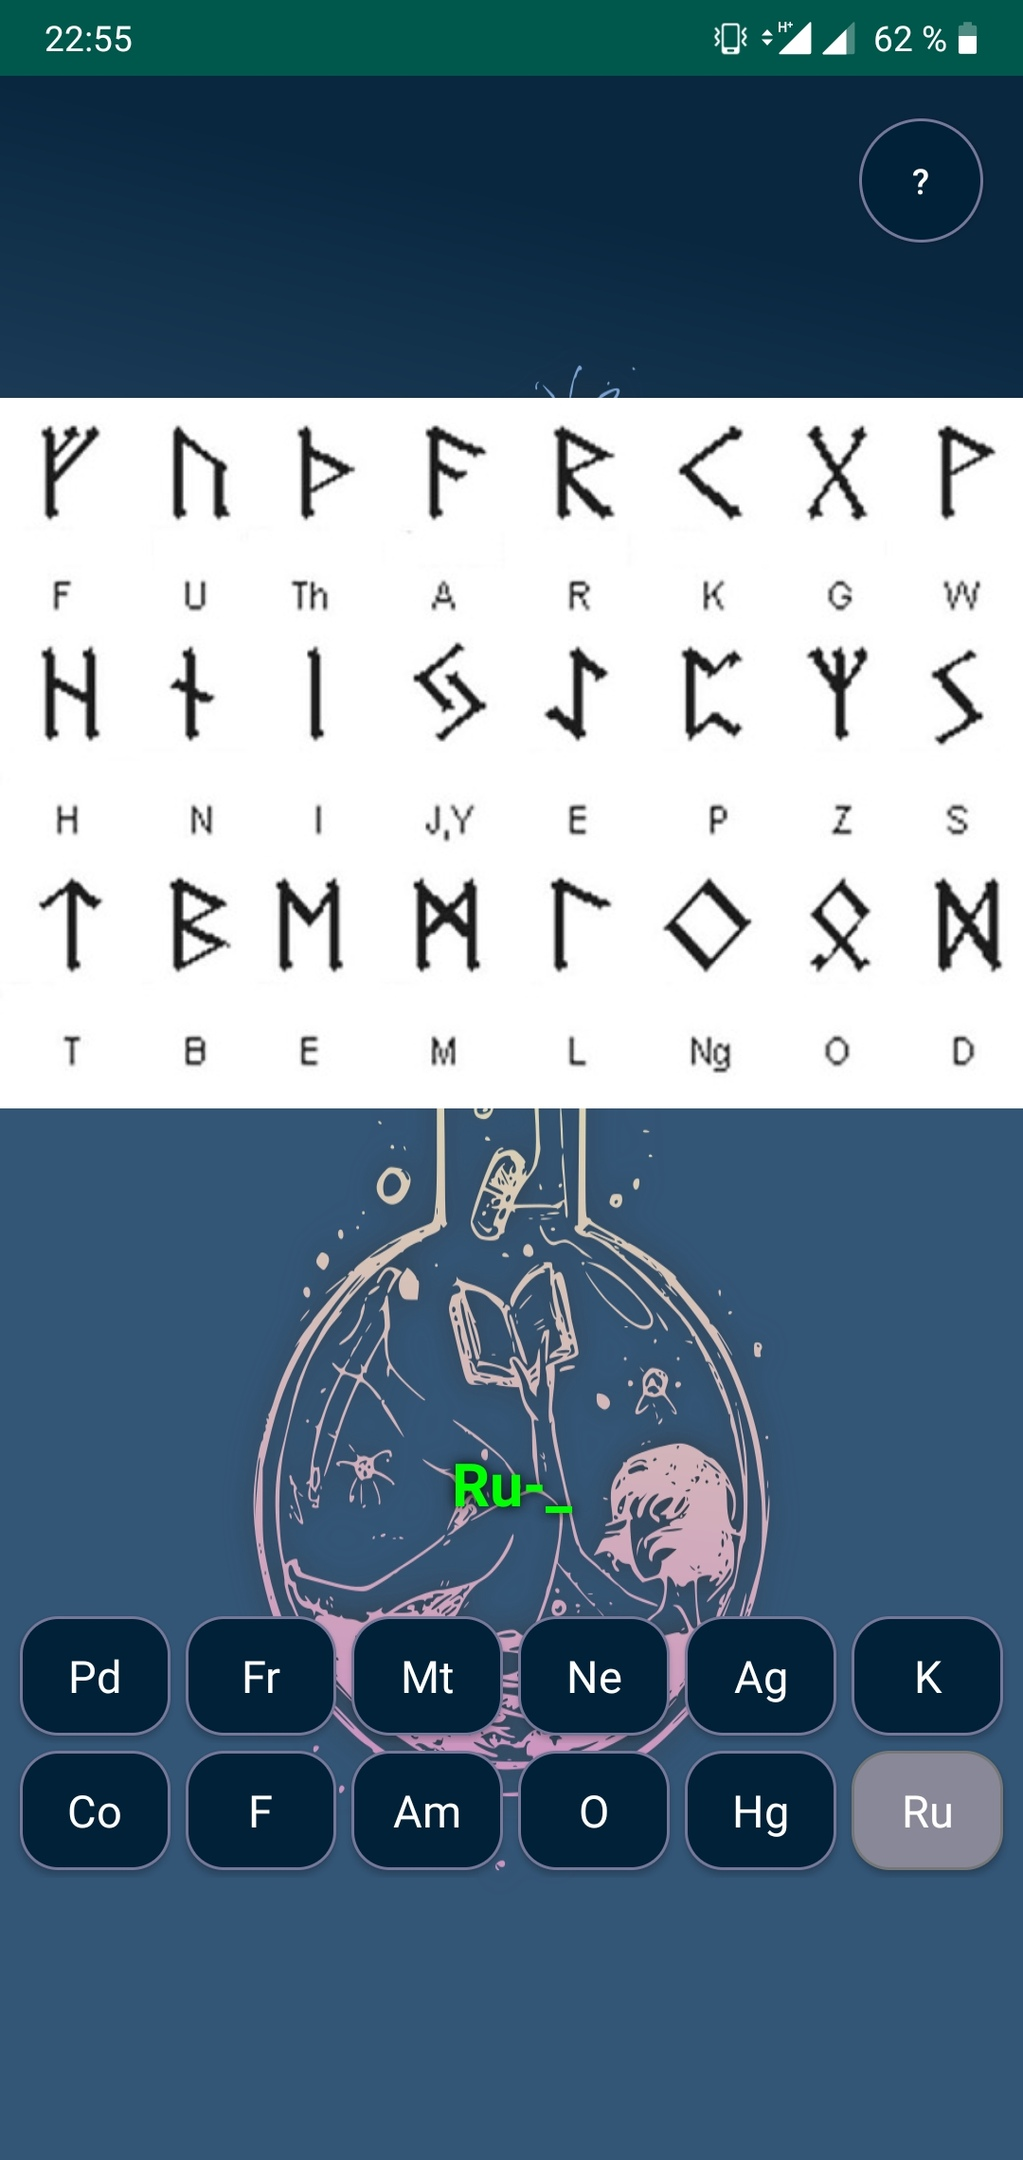 22:55 H+ 62 %
?
ᚠ ᚢ ᚦ ᚨ ᚱ ᚲ ᚷ ᚹ
F U Th A R K G W
ᚺ ᚾ ᛁ ᛃ ᛇ ᛈ ᛉ ᛊ
H N I J,Y E P Z S
ᛏ ᛒ ᛖ ᛗ ᛚ ᛜ ᛟ ᛞ
T B E M L Ng O D
Ru-_
Pd Fr Mt Ne Ag K
Co F Am O Hg Ru